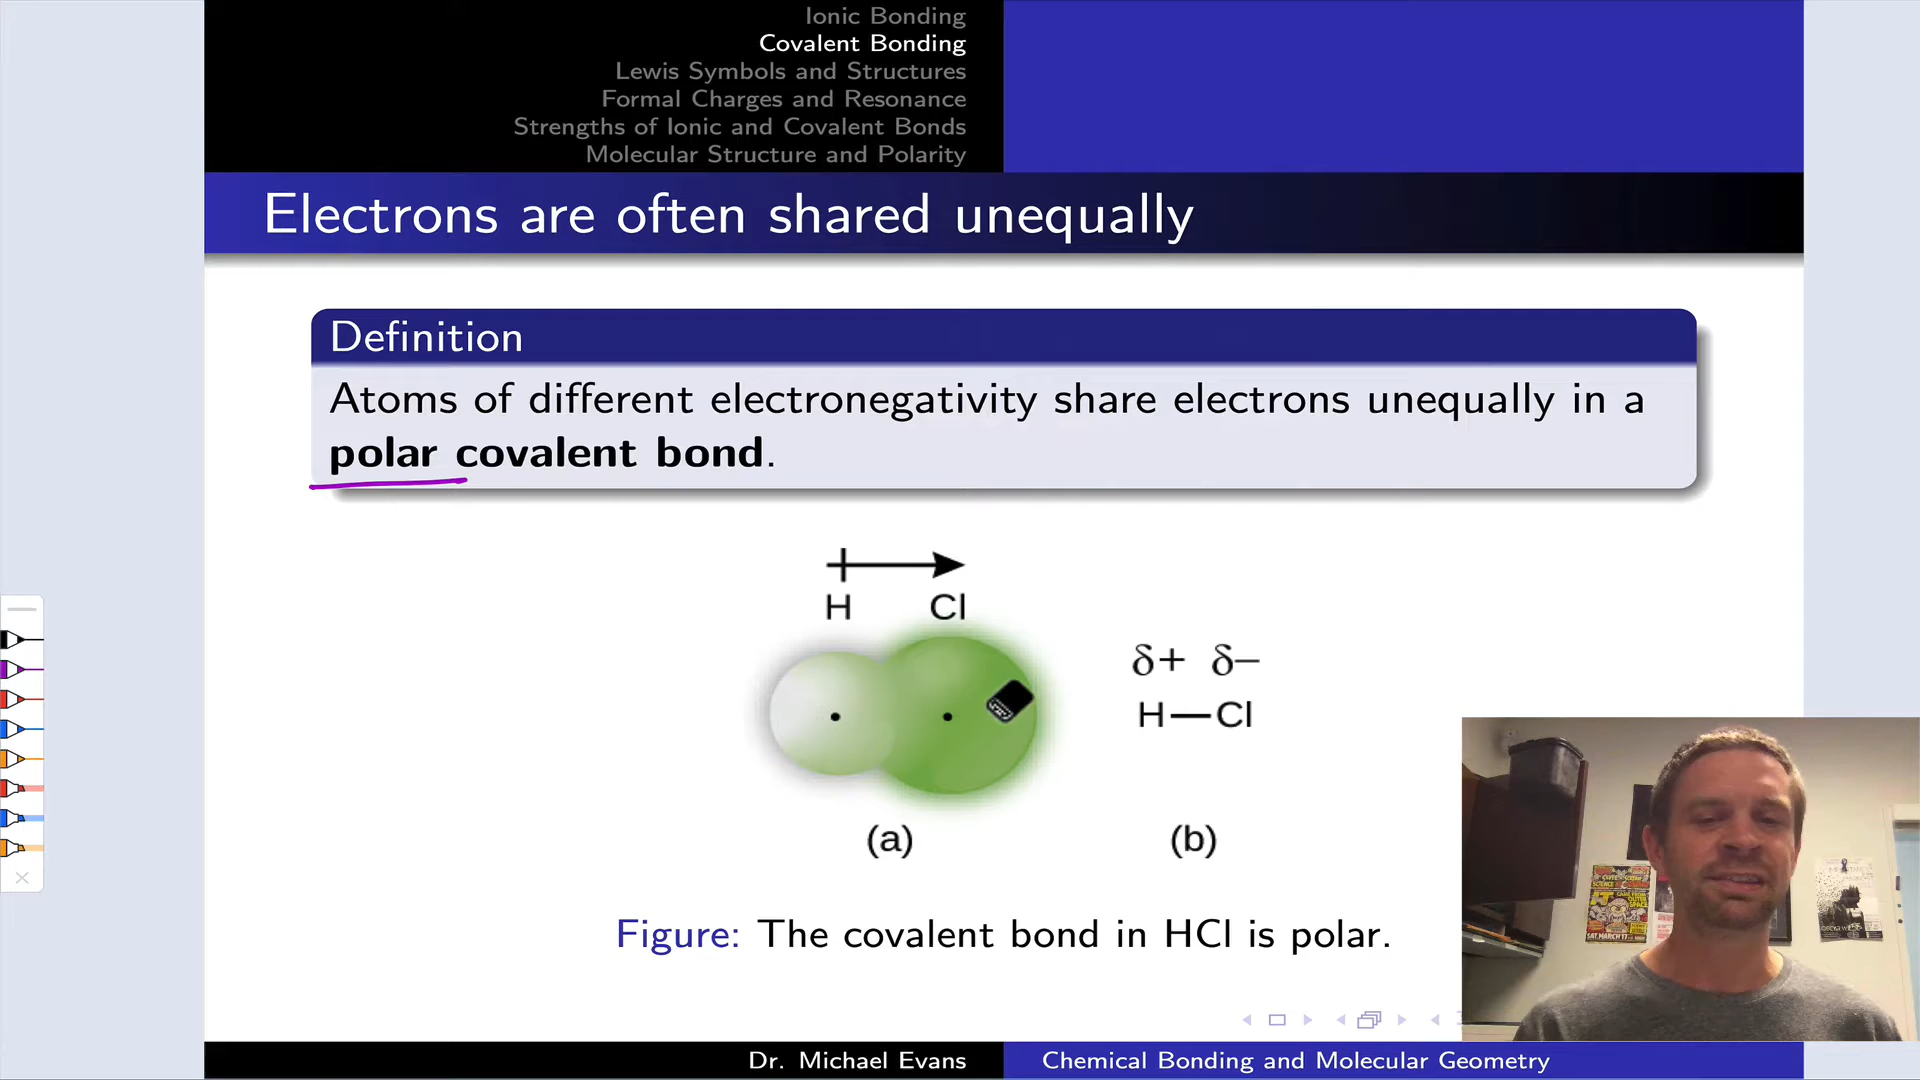 Ionic Bonding
Covalent Bonding
Lewis Symbols and Structures
Formal Charges and Resonance
Strengths of Ionic and Covalent Bonds
Molecular Structure and Polarity
Electrons are often shared unequally
Definition
Atoms of different electronegativity share electrons unequally in a
polar covalent bond.
H Cl
δ+ δ−
H—Cl
(a) (b)
Figure: The covalent bond in HCl is polar.
SAT. MARCH 17
Dr. Michael Evans Chemical Bonding and Molecular Geometry